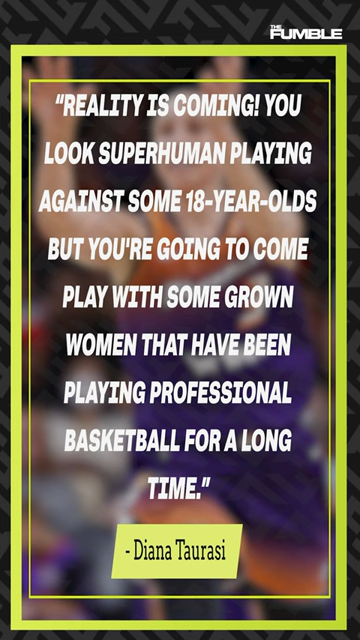 THE
FUMBLE
“REALITY IS COMING! YOU
LOOK SUPERHUMAN PLAYING
AGAINST SOME 18-YEAR-OLDS
BUT YOU'RE GOING TO COME
PLAY WITH SOME GROWN
WOMEN THAT HAVE BEEN
PLAYING PROFESSIONAL
BASKETBALL FOR A LONG
TIME.”
- Diana Taurasi